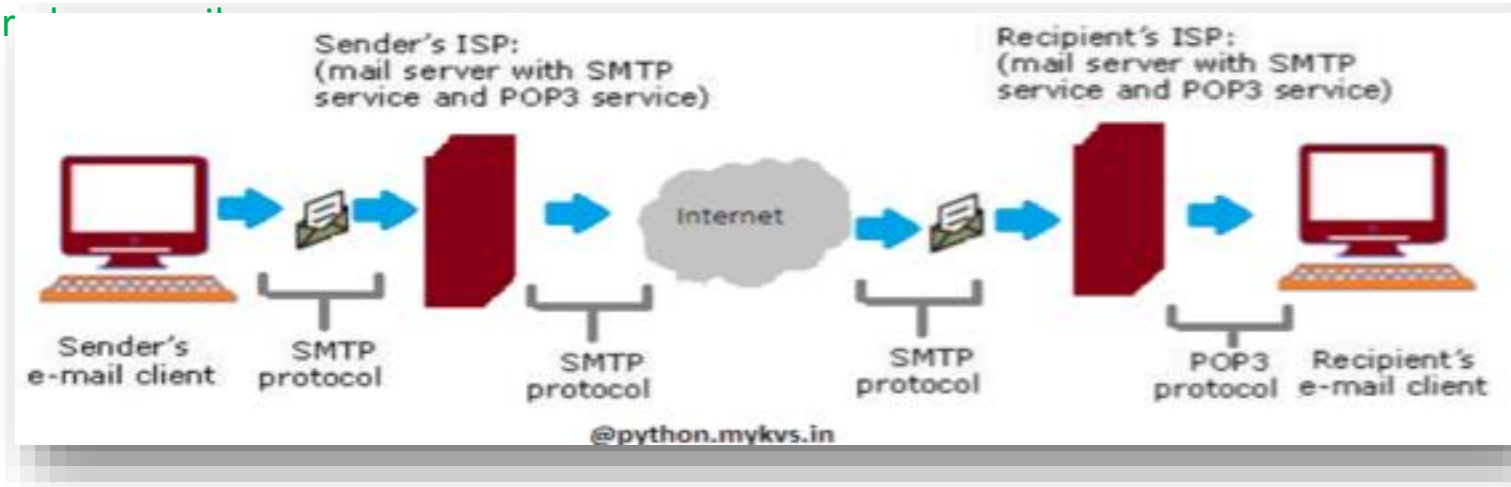 Sender's ISP:
(mail server with SMTP
service and POP3 service)
Recipient's ISP:
(mail server with SMTP
service and POP3 service)
Internet
Sender's
e-mail client
SMTP
protocol
SMTP
protocol
SMTP
protocol
POP3
protocol
Recipient's
e-mail client
@python.mykvs.in